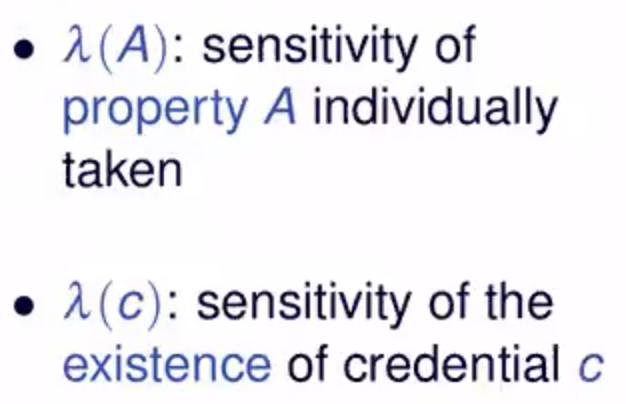 • λ(A): sensitivity of
property A individually
taken
• λ(c): sensitivity of the
existence of credential c